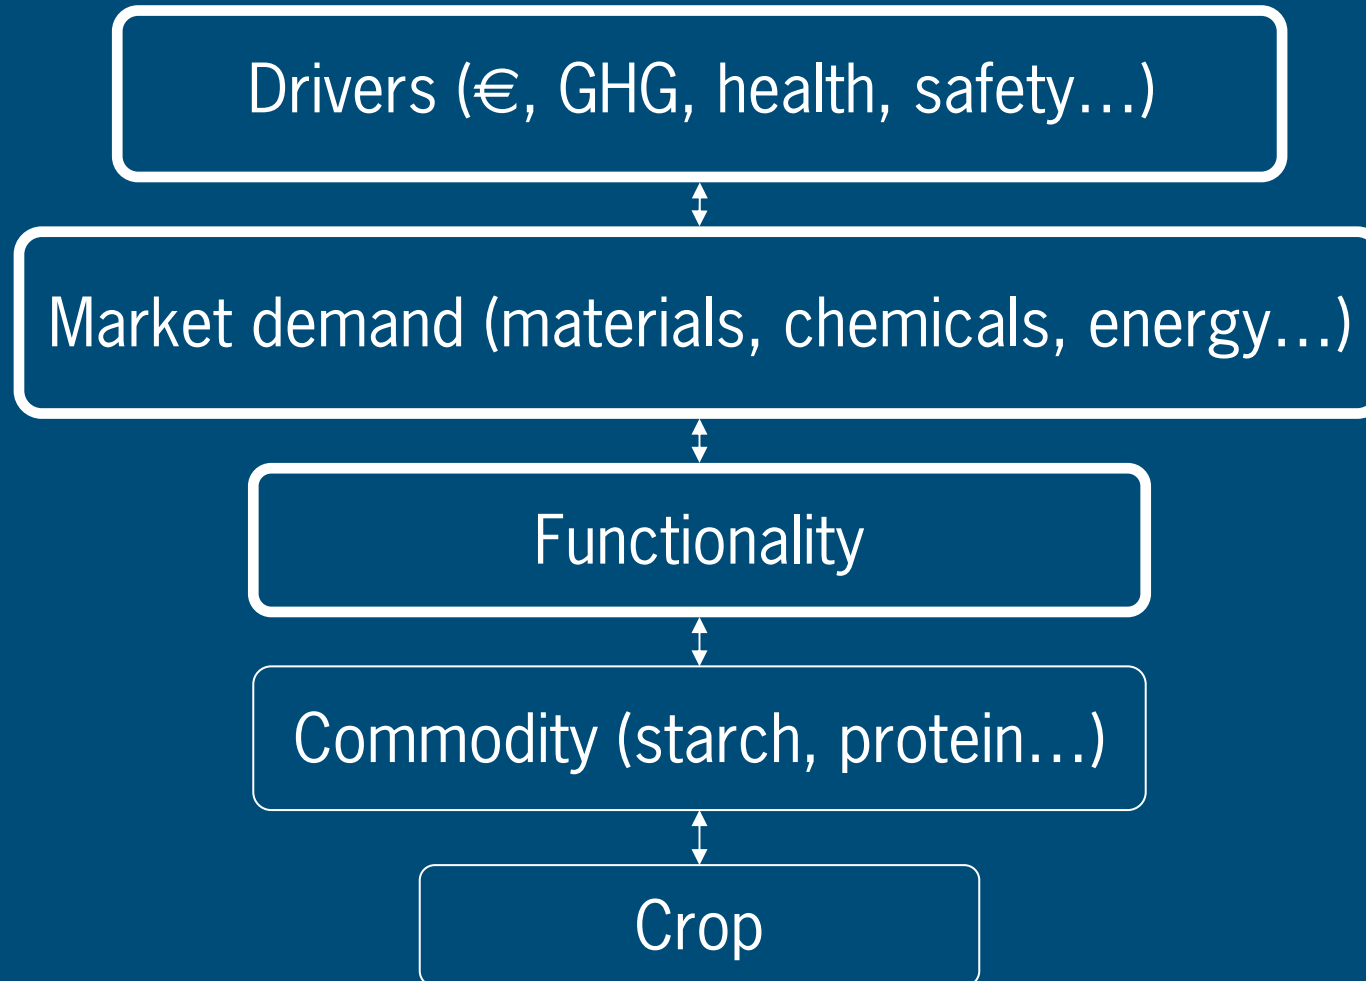 Drivers (€, GHG, health, safety…)
Market demand (materials, chemicals, energy…)
Functionality
Commodity (starch, protein…)
Crop